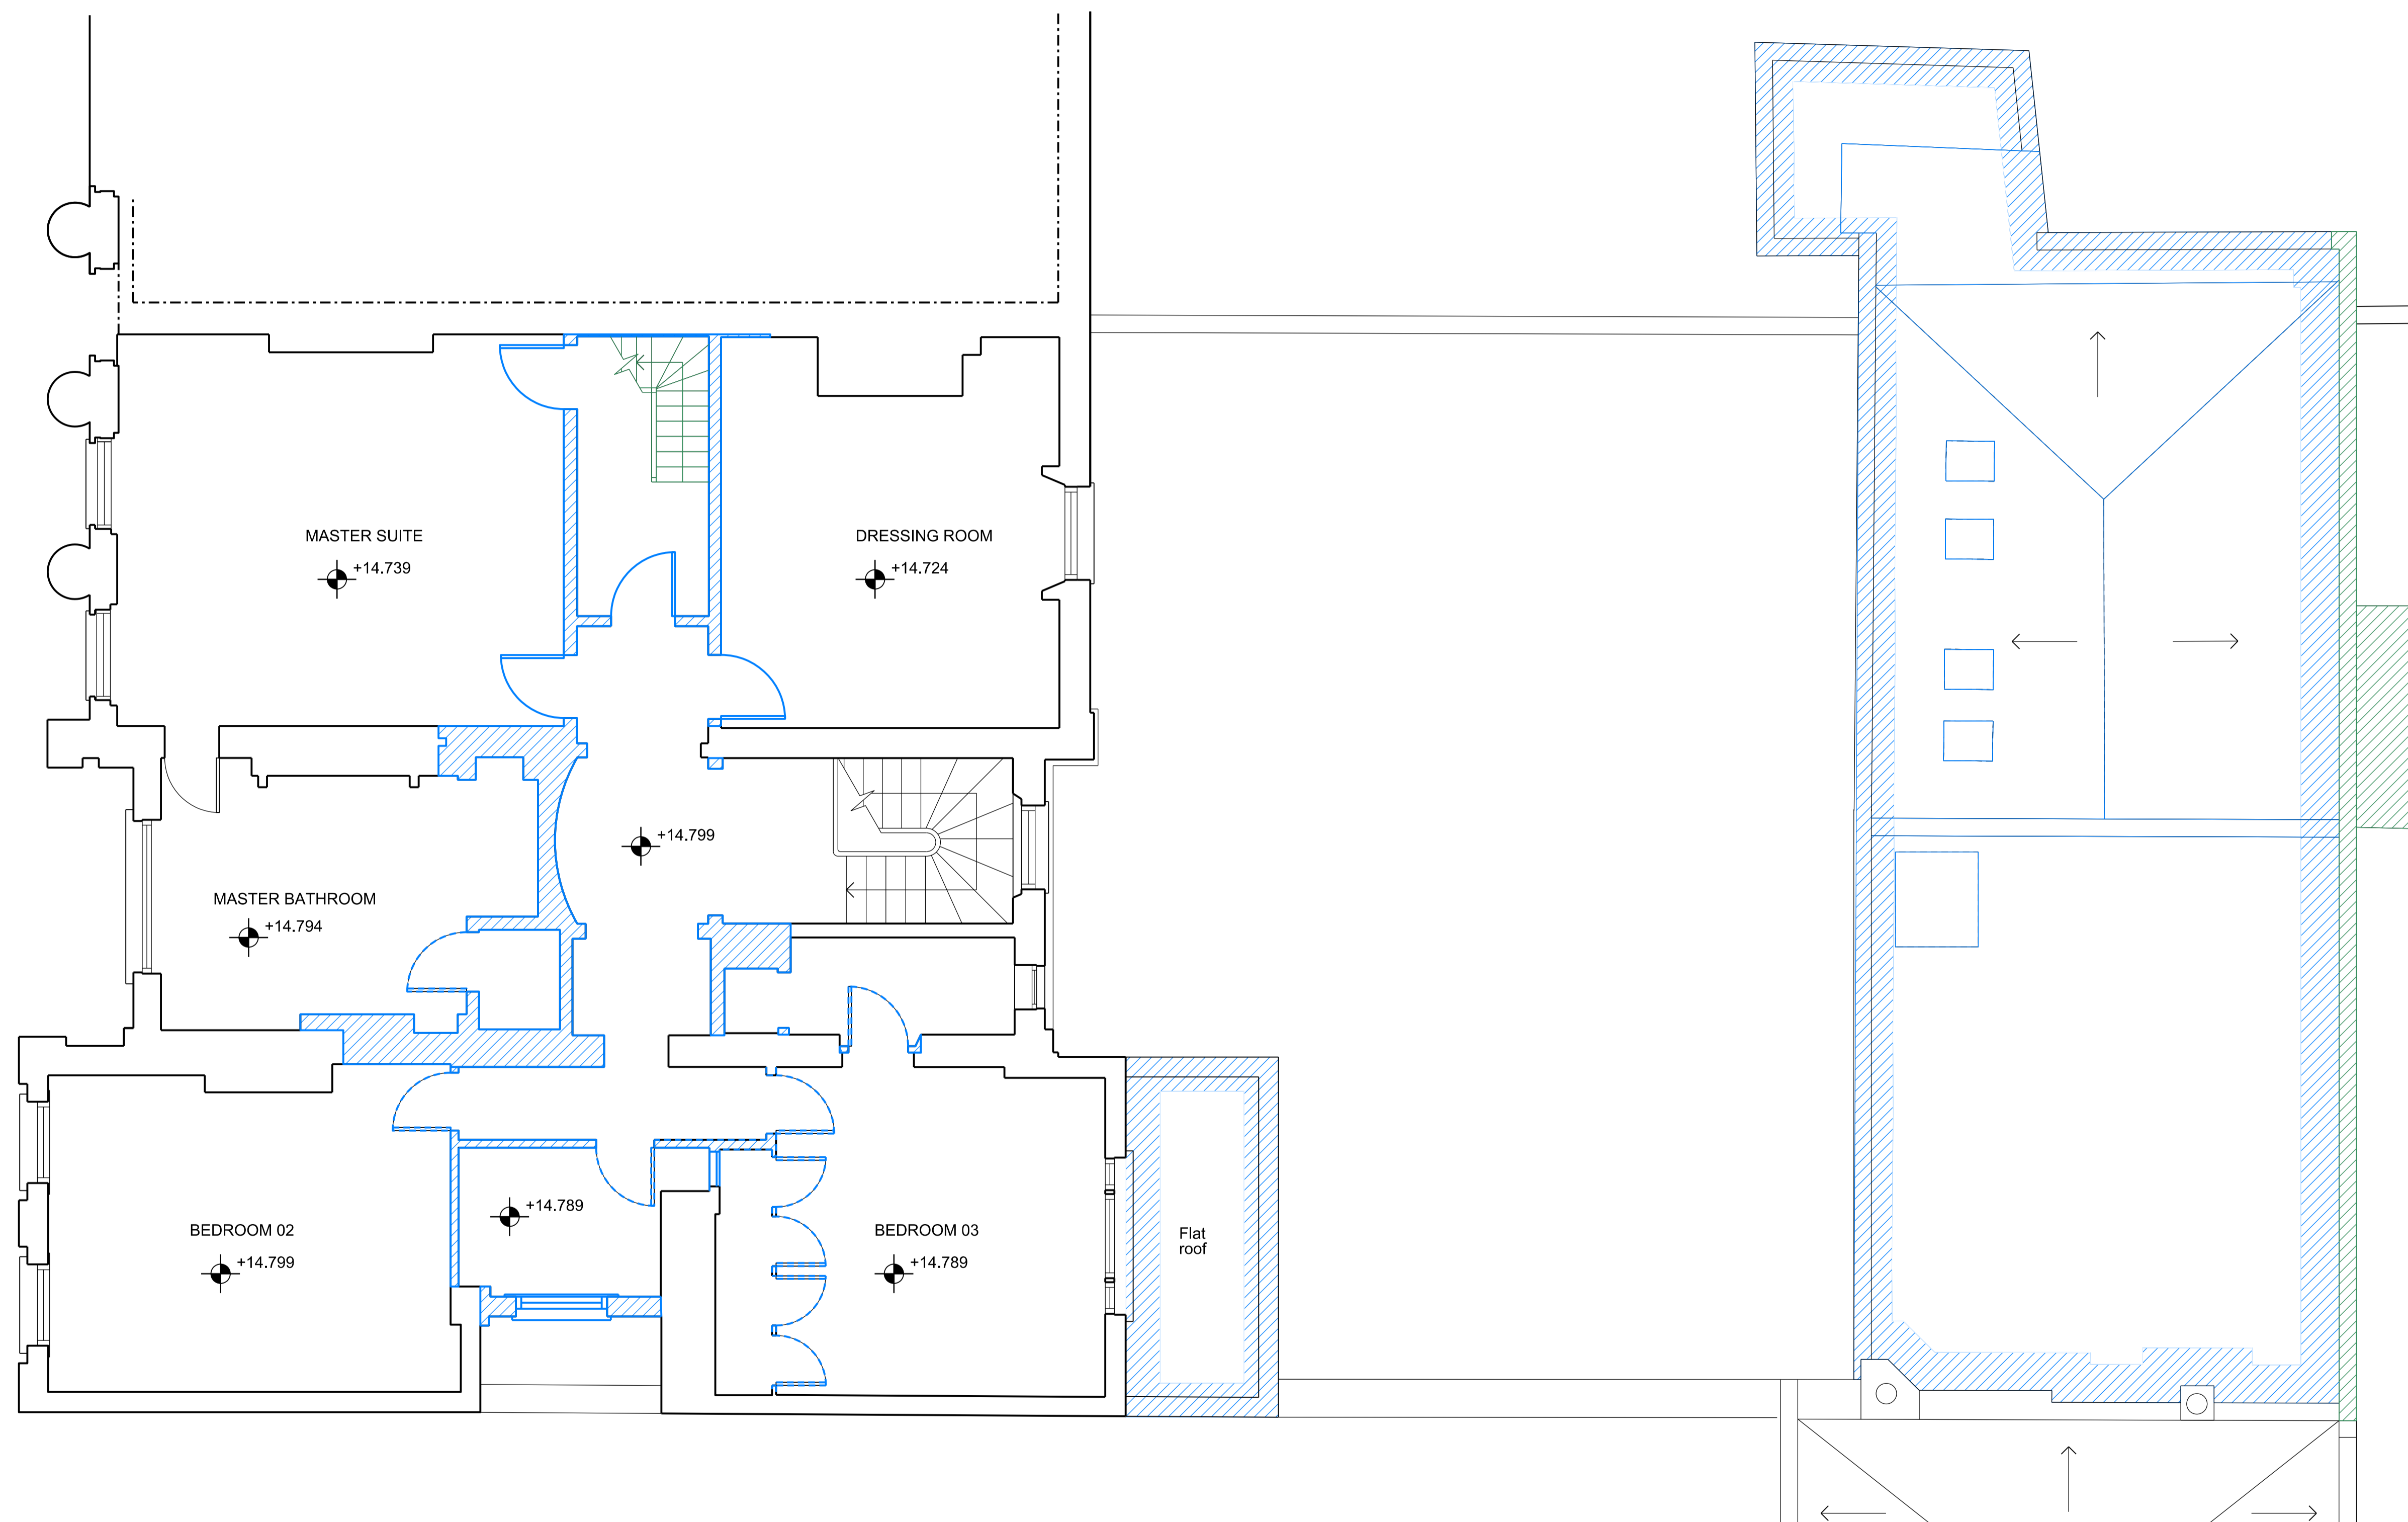 MASTER SUITE
+14.739
DRESSING ROOM
+14.724
+14.799
MASTER BATHROOM
+14.794
+14.789
BEDROOM 02
+14.799
BEDROOM 03
+14.789
Flat
roof